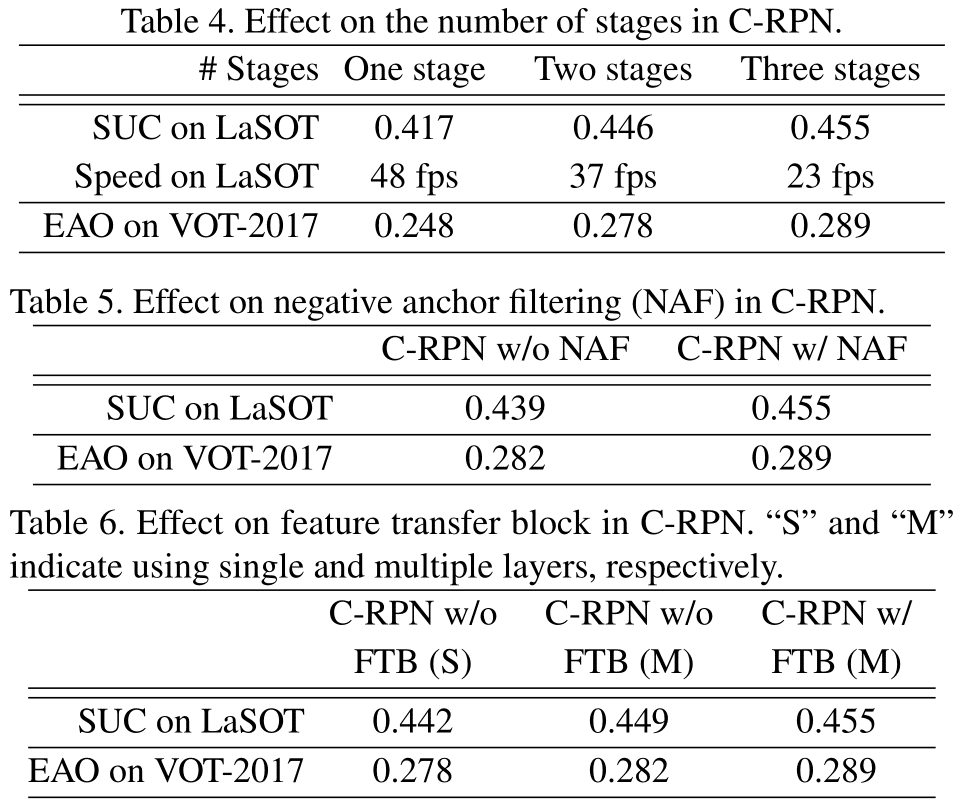 Table 4. Effect on the number of stages in C-RPN.
# Stages One stage Two stages Three stages
SUC on LaSOT 0.417 0.446 0.455
Speed on LaSOT 48 fps 37 fps 23 fps
EAO on VOT-2017 0.248 0.278 0.289
Table 5. Effect on negative anchor filtering (NAF) in C-RPN.
C-RPN w/o NAF C-RPN w/ NAF
SUC on LaSOT 0.439 0.455
EAO on VOT-2017 0.282 0.289
Table 6. Effect on feature transfer block in C-RPN. “S” and “M”
indicate using single and multiple layers, respectively.
C-RPN w/o C-RPN w/o C-RPN w/
FTB (S) FTB (M) FTB (M)
SUC on LaSOT 0.442 0.449 0.455
EAO on VOT-2017 0.278 0.282 0.289